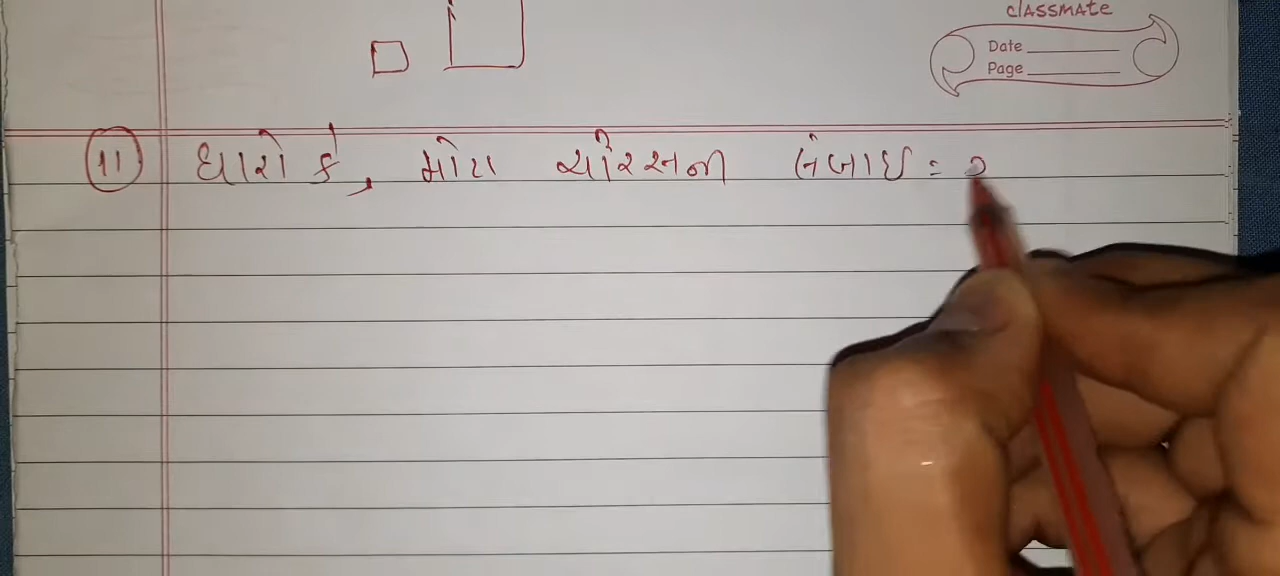 classmate
Date
Page
11 ધારો કે, મોટા ચોરસની લંબાઇ =